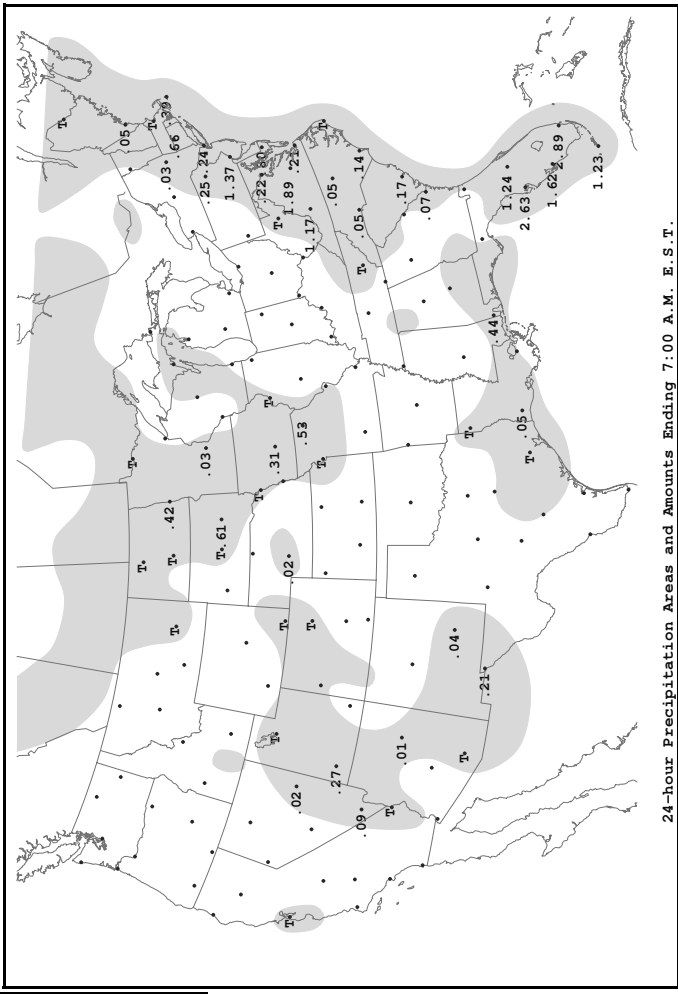 T
.05
T
T
T
.39
.42
.03
T
.66
T
.24
.25
.03
T
.61
1.37
T
.22
.80
T
T
.31
T
T
.02
1.89
T
.21
.02
.53
1.17
T
T
T
.05
.27
.05
.14
.09
T
T
.01
.17
.07
.04
T
T
.21
.44
1.24
.05
2.63
T
1.62
2.89
1.23
24-hour Precipitation Areas and Amounts Ending 7:00 A.M. E.S.T.